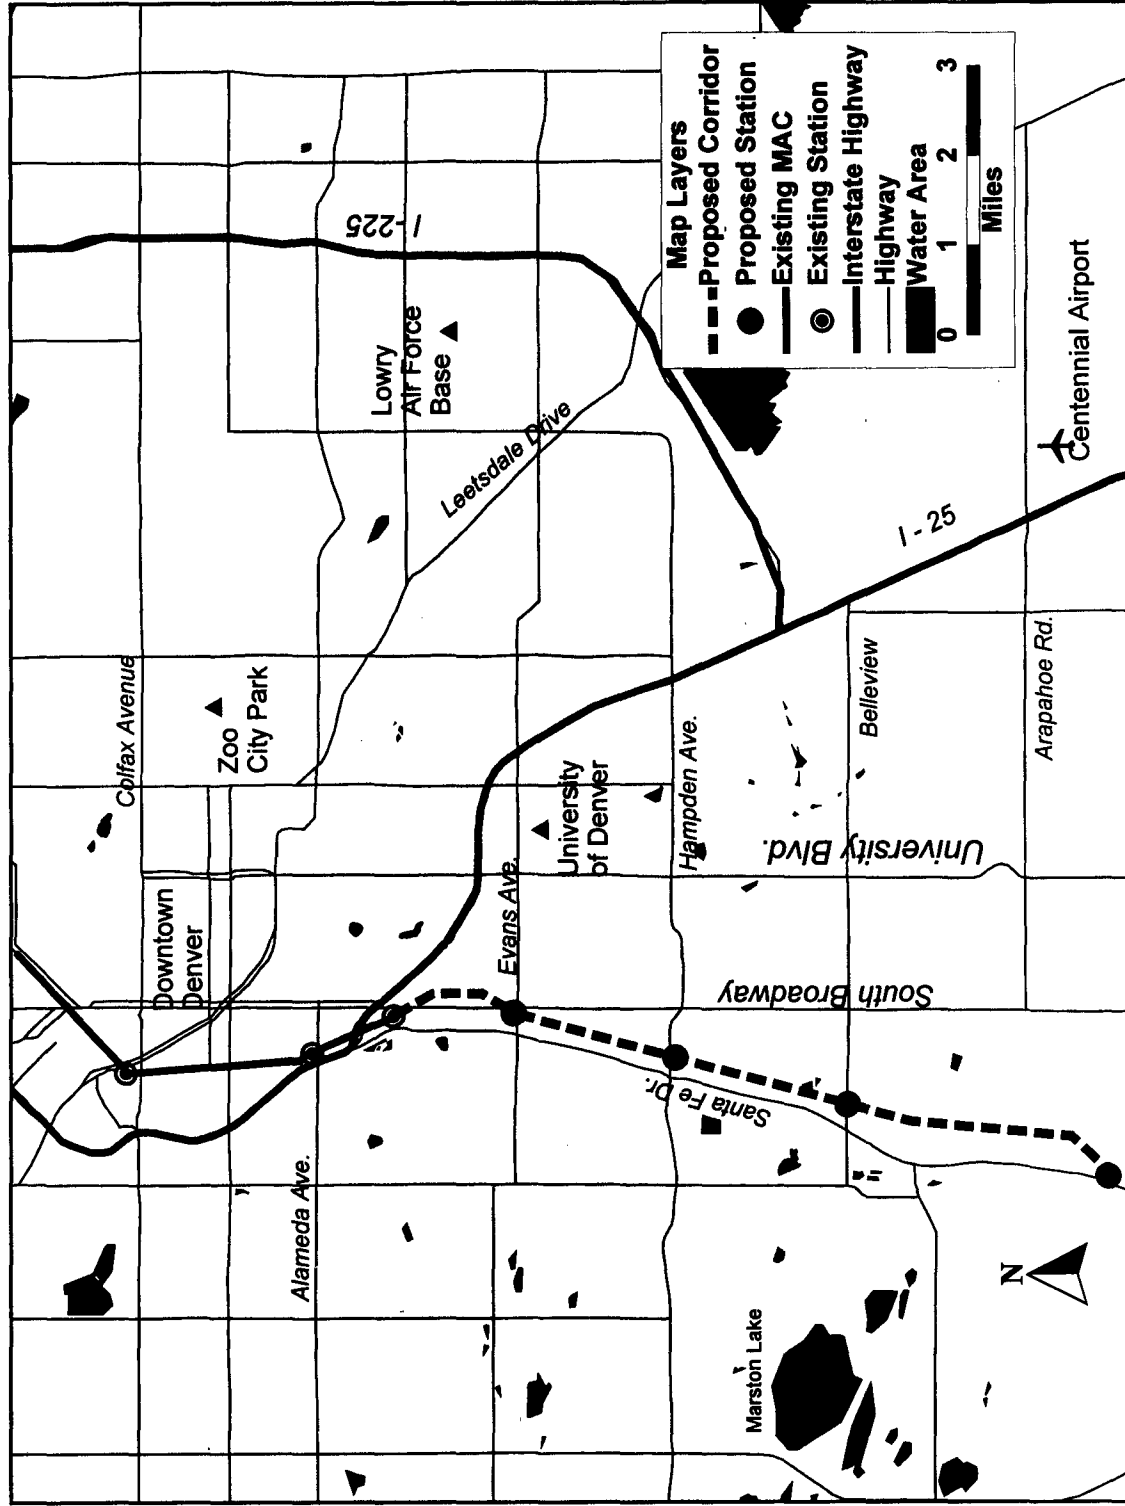 Colfax Avenue
Zoo
City Park
Downtown
Denver
Alameda Ave.
I-225
Lowry
Air Force
Base
Leetsdale Drive
University
of Denver
Evans Ave.
Hampden Ave.
Santa Fe Dr.
South Broadway
University Blvd.
I - 25
Belleview
Arapahoe Rd.
Centennial Airport
Marston Lake
N
Map Layers
Proposed Corridor
Proposed Station
Existing MAC
Existing Station
Interstate Highway
Highway
Water Area
0 1 2 3
Miles